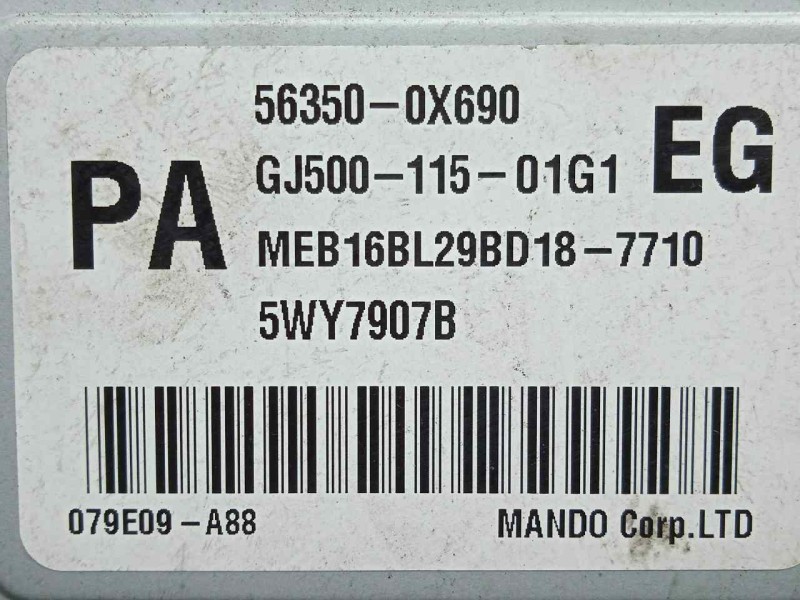 56350-0X690
PA GJ500-115-01G1 EG
MEB16BL29BD18-7710
5WY7907B
079E09-A88 MANDO Corp.LTD